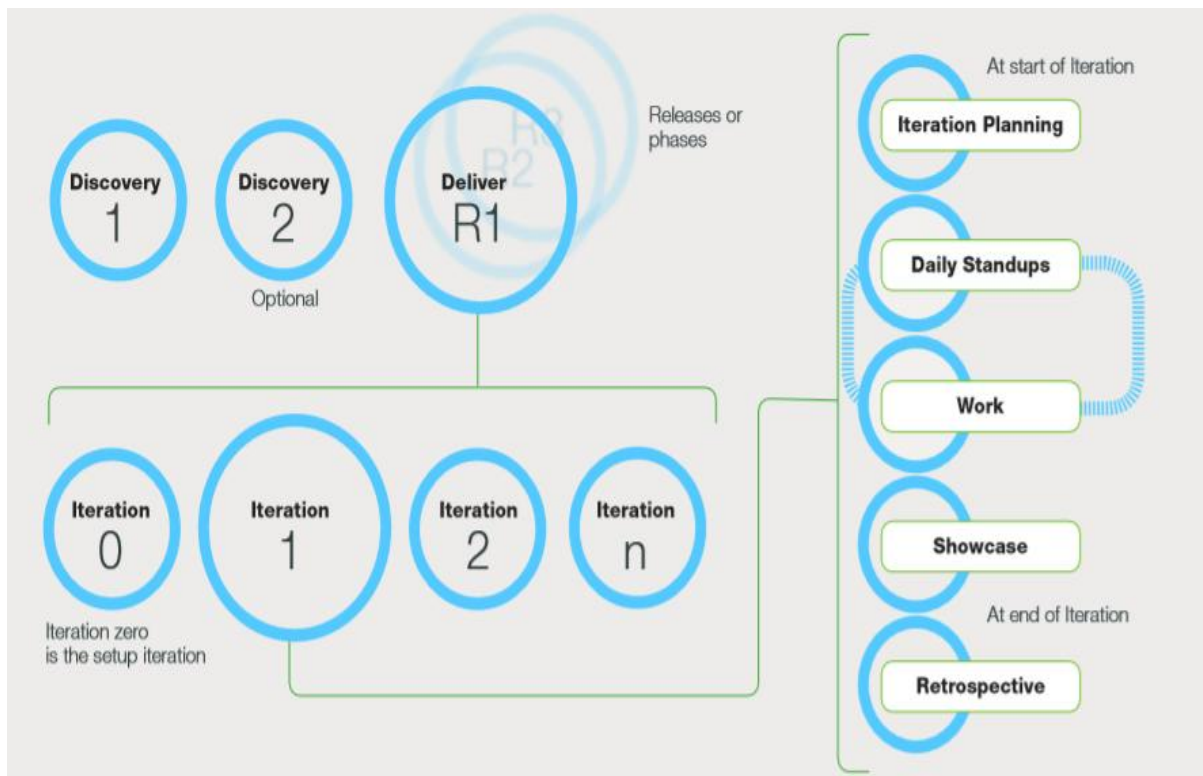 Discovery
1
Discovery
2
Optional
Deliver
R1
R2
R3
Releases or
phases
Iteration
0
Iteration zero
is the setup iteration
Iteration
1
Iteration
2
Iteration
n
At start of Iteration
Iteration Planning
Daily Standups
Work
Showcase
At end of Iteration
Retrospective